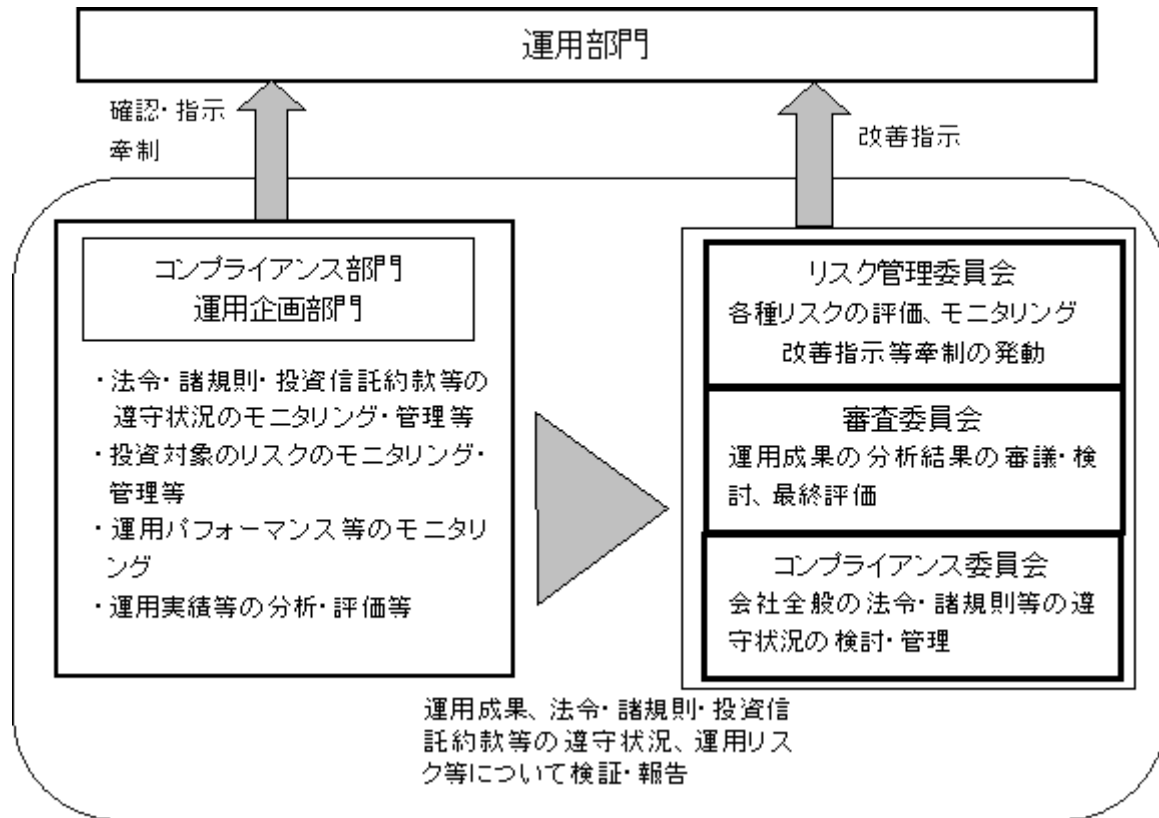 運用部門
確認・指示
牽制
改善指示
コンプライアンス部門
運用企画部門
・法令・諸規則・投資信託約款等の
遵守状況のモニタリング・管理等
・投資対象のリスクのモニタリング・
管理等
・運用パフォーマンス等のモニタリ
ング
・運用実績等の分析・評価等
リスク管理委員会
各種リスクの評価、モニタリング
改善指示等牽制の発動
審査委員会
運用成果の分析結果の審議・検
討、最終評価
コンプライアンス委員会
会社全般の法令・諸規則等の遵
守状況の検討・管理
運用成果、法令・諸規則・投資信
託約款等の遵守状況、運用リス
ク等について検証・報告